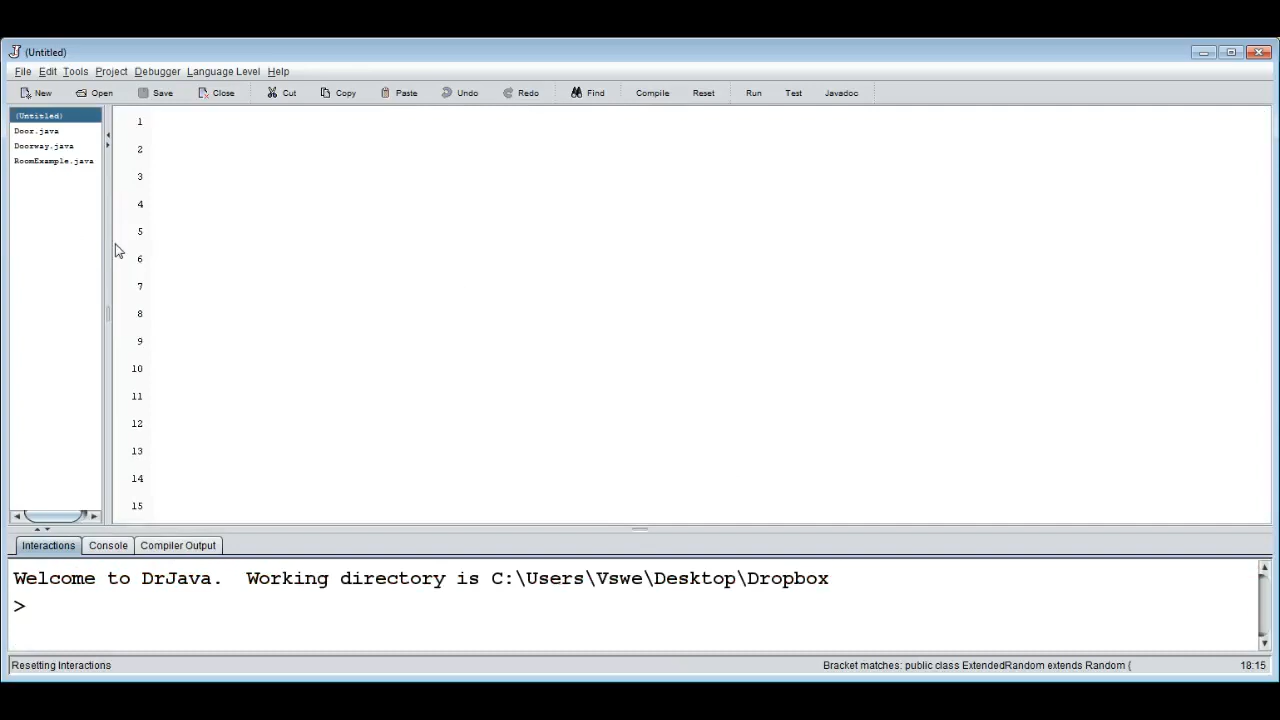 (Untitled)
File Edit Tools Project Debugger Language Level Help
New Open Save Close Cut Copy Paste Undo Redo Find Compile Reset Run Test Javadoc
(Untitled)
Door.java
Doorway.java
RoomExample.java
1
2
3
4
5
6
7
8
9
10
11
12
13
14
15
Interactions Console Compiler Output
Welcome to DrJava. Working directory is C:\Users\Vswe\Desktop\Dropbox
>
Resetting Interactions Bracket matches: public class ExtendedRandom extends Random { 18:15